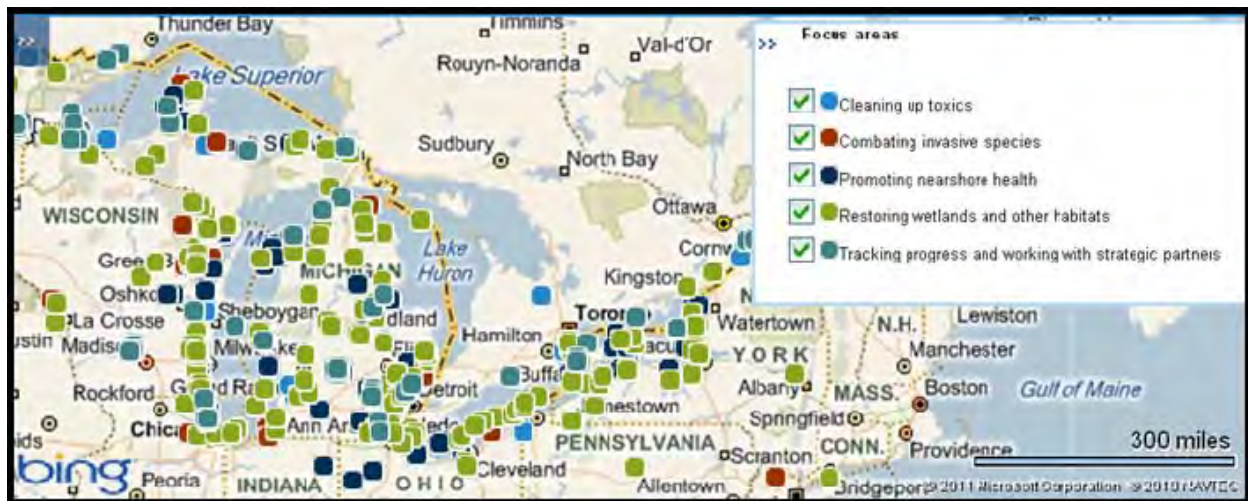 Thunder Bay
Timmins
Val-d'Or
Rouyn-Noranda
Lake Superior
Sudbury
North Bay
Ottawa
WISCONSIN
Lake
Huron
MICHIGAN
Kingston
Oshko
Sheboygan
La Crosse
Hamilton
Toro
Watertown
N.H.
Lewiston
Manchester
Rockford
Detroit
YORK
Albany
MASS.
Boston
Gulf of Maine
Springfield
Ann Ar
PENNSYLVANIA
CONN.
Providence
Cleveland
Scranton
Peoria
INDIANA
OHIO
Allentown
Bridgeport
bing
300 miles
>>
Focus areas
Cleaning up toxics
Combating invasive species
Promoting nearshore health
Restoring wetlands and other habitats
Tracking progress and working with strategic partners
© 2011 Microsoft Corporation © 2010 NAVTEQ